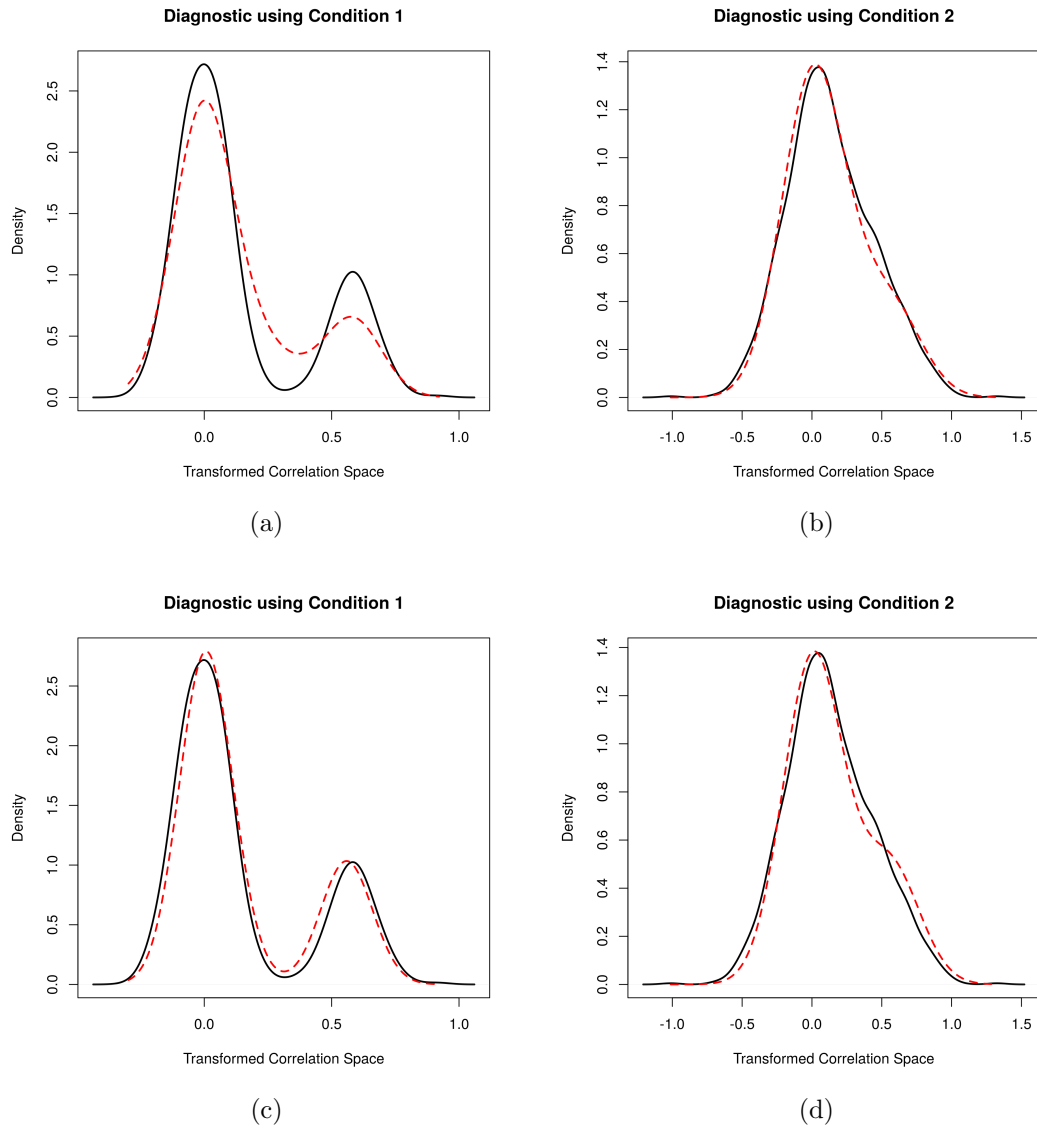 Diagnostic using Condition 1
Diagnostic using Condition 2
Density
0.0 0.5 1.0 1.5 2.0 2.5
0.0 0.5 1.0
Transformed Correlation Space
Density
0.0 0.2 0.4 0.6 0.8 1.0 1.2 1.4
-1.0 -0.5 0.0 0.5 1.0 1.5
Transformed Correlation Space
(a)
(b)
Diagnostic using Condition 1
Diagnostic using Condition 2
Density
0.0 0.5 1.0 1.5 2.0 2.5
0.0 0.5 1.0
Transformed Correlation Space
Density
0.0 0.2 0.4 0.6 0.8 1.0 1.2 1.4
-1.0 -0.5 0.0 0.5 1.0 1.5
Transformed Correlation Space
(c)
(d)